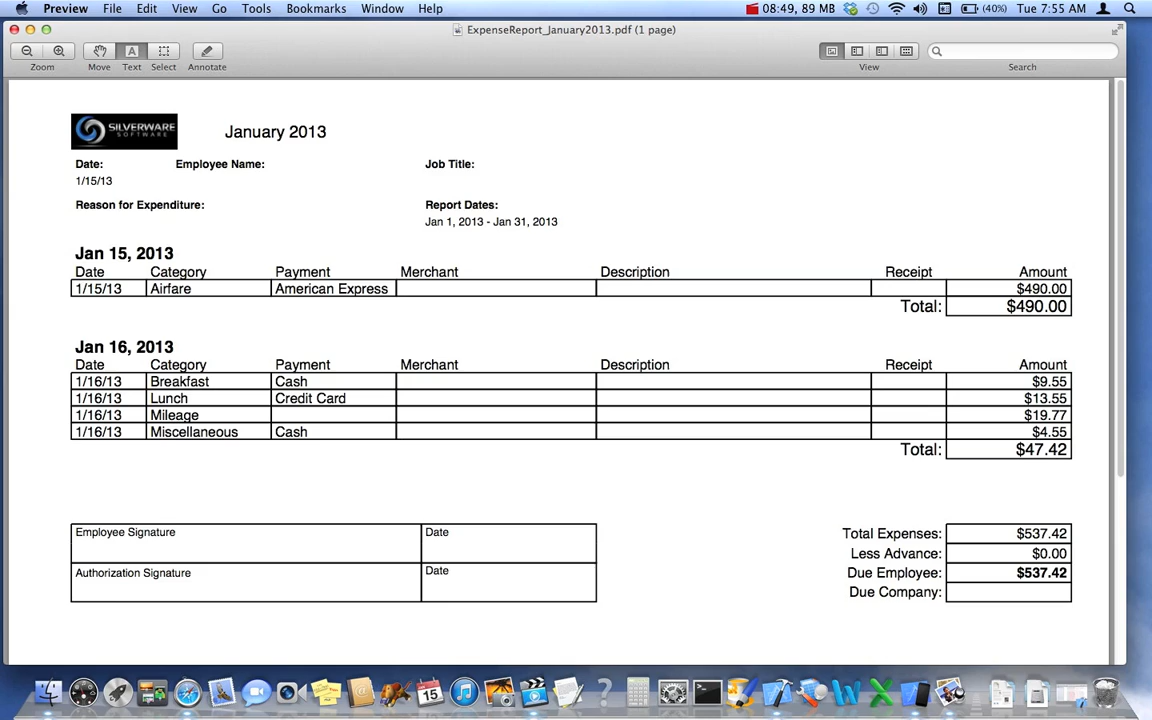 Preview File Edit View Go Tools Bookmarks Window Help 08:49, 89 MB (40%) Tue 7:55 AM
ExpenseReport_January2013.pdf (1 page)
Zoom Move Text Select Annotate View Search
SILVERWARE
SOFTWARE
January 2013
Date: Employee Name: Job Title:
1/15/13
Reason for Expenditure: Report Dates:
Jan 1, 2013 - Jan 31, 2013
Jan 15, 2013
Date Category Payment Merchant Description Receipt Amount
1/15/13 Airfare American Express $490.00
Total: $490.00
Jan 16, 2013
Date Category Payment Merchant Description Receipt Amount
1/16/13 Breakfast Cash $9.55
1/16/13 Lunch Credit Card $13.55
1/16/13 Mileage $19.77
1/16/13 Miscellaneous Cash $4.55
Total: $47.42
Employee Signature Date
Authorization Signature Date
Total Expenses: $537.42
Less Advance: $0.00
Due Employee: $537.42
Due Company:
15